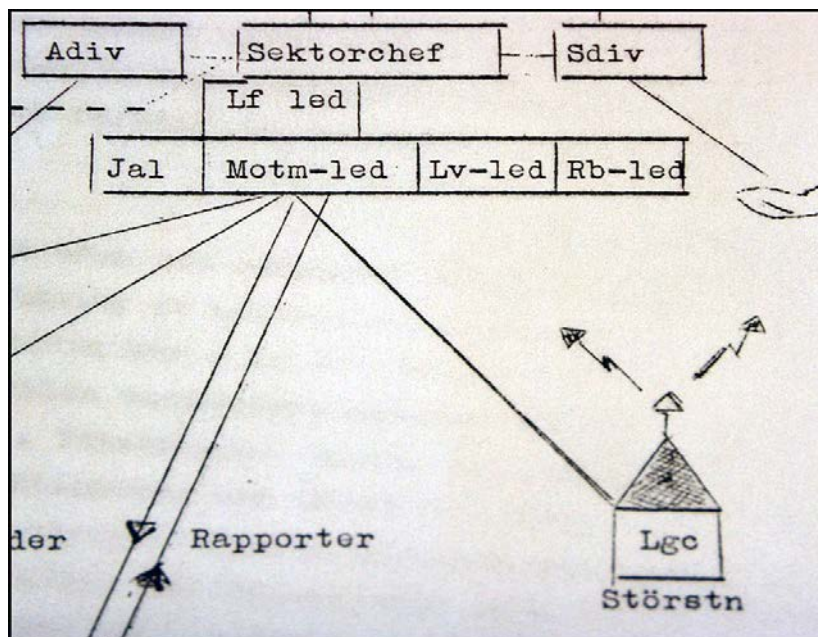 Adiv Sektorchef Sdiv
Lf led
Jal Motm-led Lv-led Rb-led
der Rapporter
Lgc
Störstn